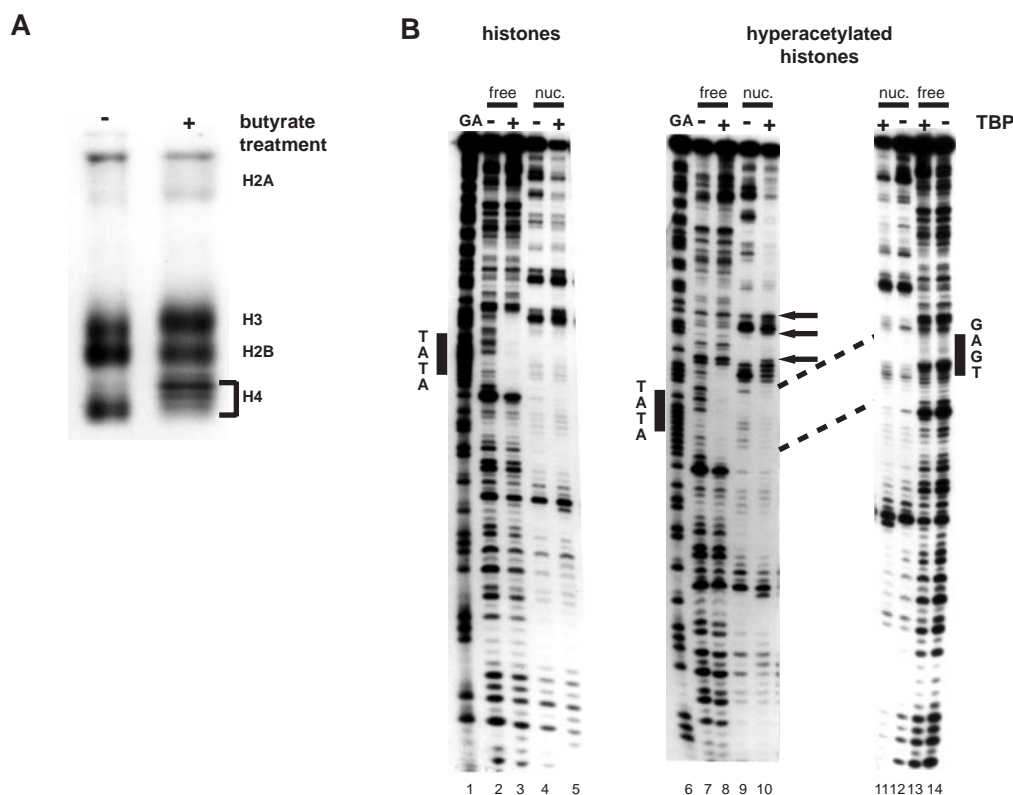 A
- + butyrate
treatment
H2A
H3
H2B
H4
B
histones
hyperacetylated
histones
free nuc.
GA - + - +
free nuc.
GA - + - +
nuc. free
+ - + - TBP
T
A
T
A
T
A
T
A
G
A
G
T
1 2 3 4 5
6 7 8 9 10
11 12 13 14